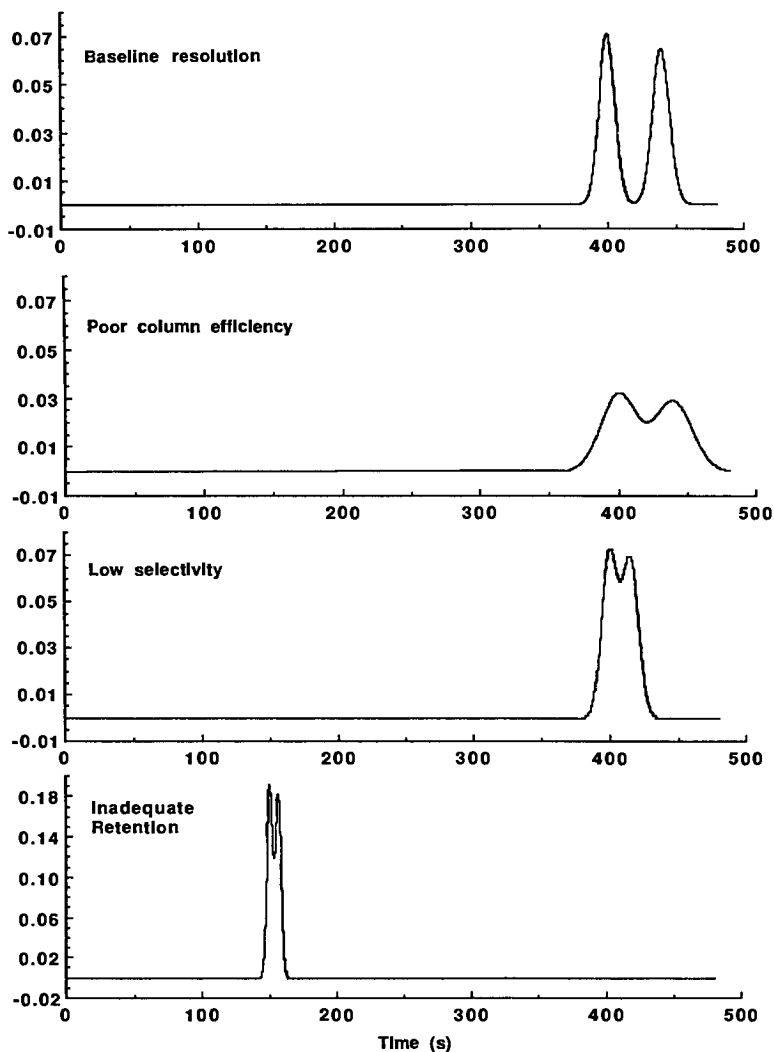 0.07
Baseline resolution
0.05
0.03
0.01
-0.01
0 100 200 300 400 500
0.07
Poor column efficiency
0.05
0.03
0.01
-0.01
0 100 200 300 400 500
0.07
Low selectivity
0.05
0.03
0.01
-0.01
0 100 200 300 400 500
0.18
Inadequate
Retention
0.14
0.10
0.06
0.02
-0.02
0 100 200 300 400 500
Time (s)